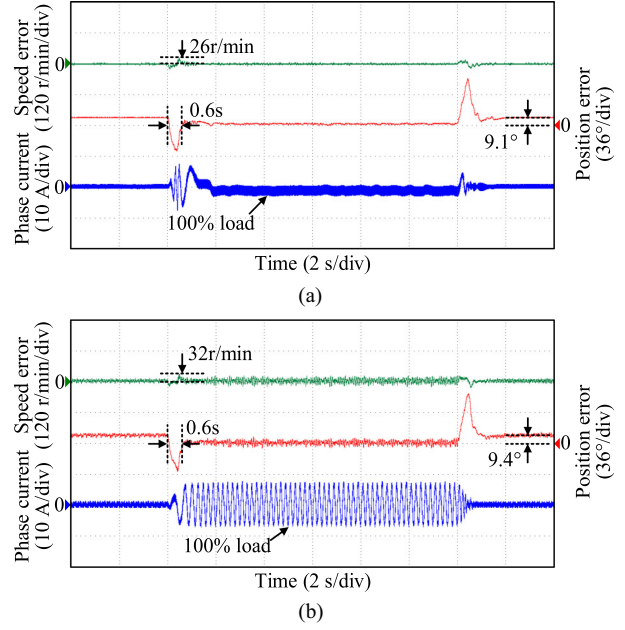 Speed error
(120 r/min/div)
0
26r/min
0.6s
0
9.1°
Position error
(36°/div)
Phase current
(10 A/div)
0
100% load
Time (2 s/div)
(a)
Speed error
(120 r/min/div)
0
32r/min
0.6s
0
9.4°
Position error
(36°/div)
Phase current
(10 A/div)
0
100% load
Time (2 s/div)
(b)